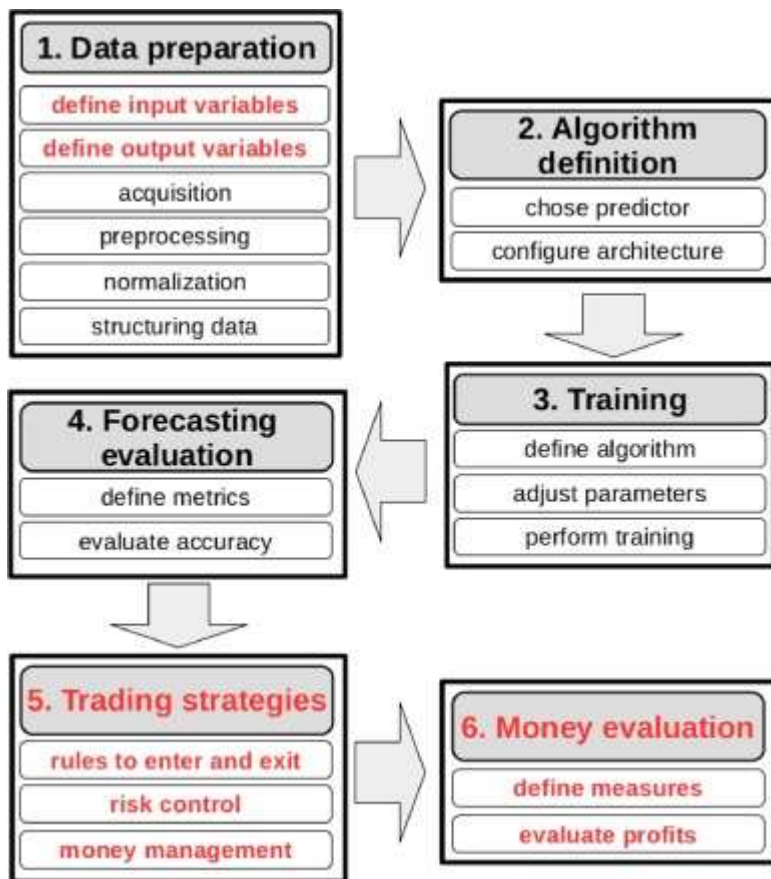 1. Data preparation
define input variables
define output variables
acquisition
preprocessing
normalization
structuring data
2. Algorithm
definition
chose predictor
configure architecture
3. Training
define algorithm
adjust parameters
perform training
4. Forecasting
evaluation
define metrics
evaluate accuracy
5. Trading strategies
rules to enter and exit
risk control
money management
6. Money evaluation
define measures
evaluate profits